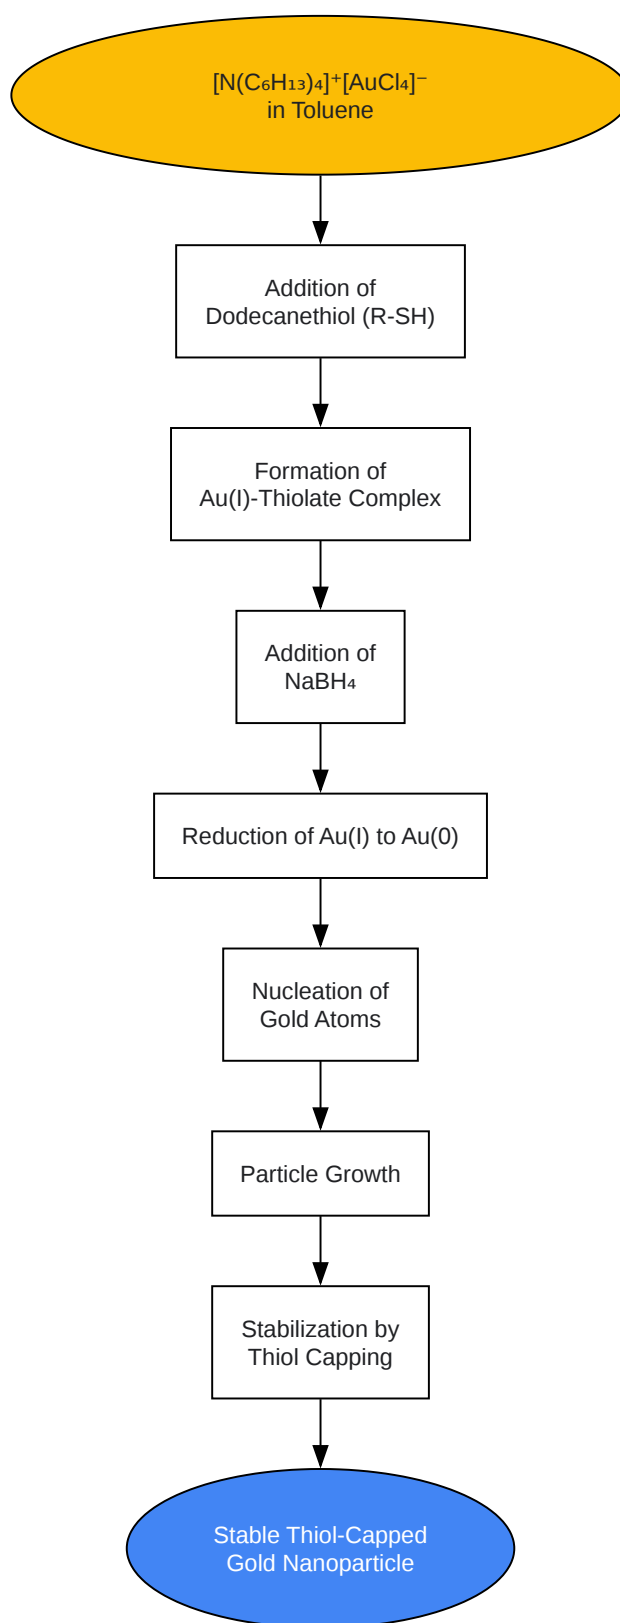 [N(C₆H₁₃)₄]⁺[AuCl₄]⁻
in Toluene
Addition of
Dodecanethiol (R-SH)
Formation of
Au(I)-Thiolate Complex
Addition of
NaBH₄
Reduction of Au(I) to Au(0)
Nucleation of
Gold Atoms
Particle Growth
Stabilization by
Thiol Capping
Stable Thiol-Capped
Gold Nanoparticle